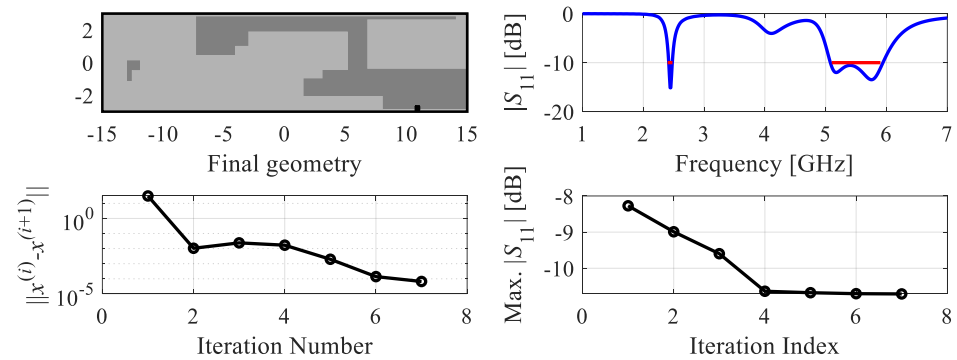 2
0
-2
-15 -10 -5 0 5 10 15
Final geometry
|S11| [dB]
0
-10
-20
1 2 3 4 5 6 7
Frequency [GHz]
||x(i)-x(i+1)||
10^0
10^-5
0 2 4 6 8
Iteration Number
Max. |S11| [dB]
-8
-9
-10
0 2 4 6 8
Iteration Index